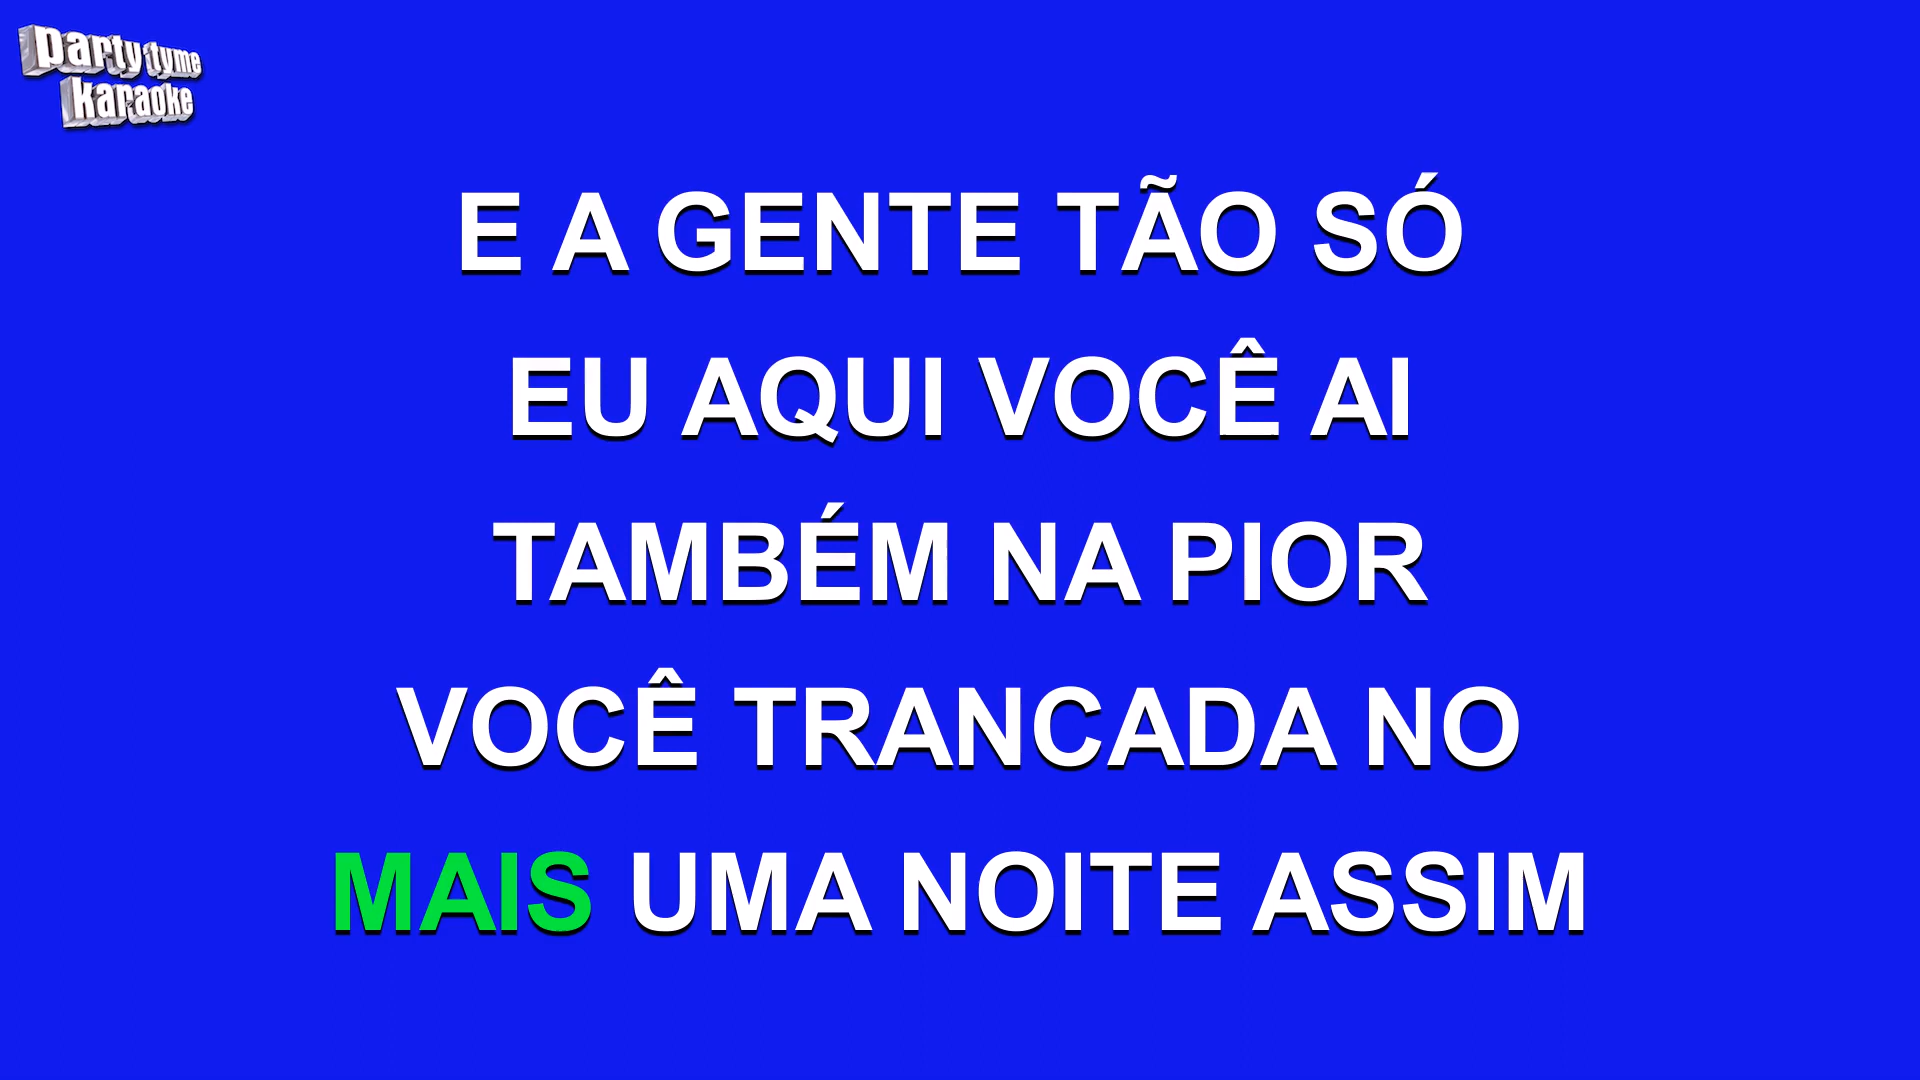 party tyme
karaoke
E A GENTE TÃO SÓ
EU AQUI VOCÊ AI
TAMBÉM NA PIOR
VOCÊ TRANCADA NO
MAIS UMA NOITE ASSIM